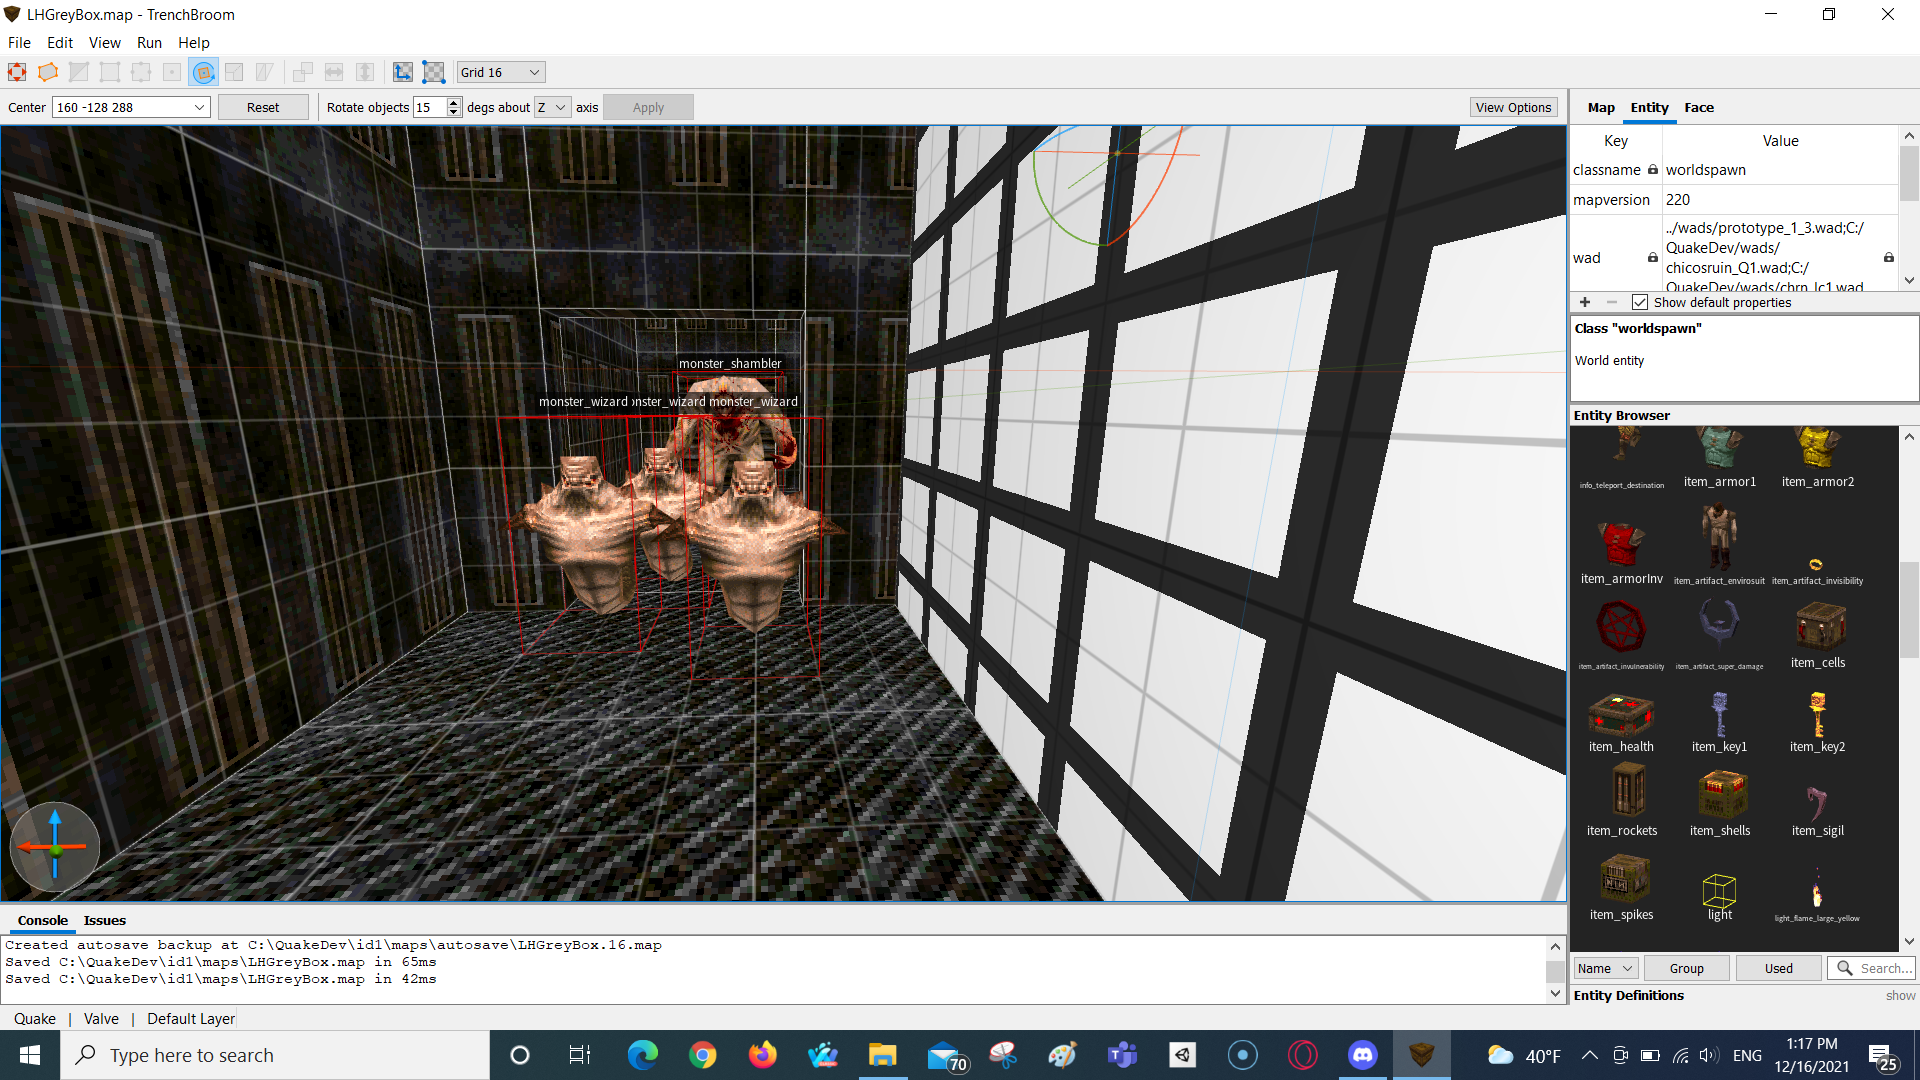 LHGreyBox.map - TrenchBroom
File Edit View Run Help
Grid 16
Center 160 -128 288 Reset Rotate objects 15 degs about Z axis Apply View Options
Map Entity Face
Key Value
classname worldspawn
mapversion 220
wad ../wads/prototype_1_3.wad;C:/
QuakeDev/wads/
chicosruin_Q1.wad;C:/
QuakeDev/wads/chrn_lc1.wad
Show default properties
Class "worldspawn"
World entity
Entity Browser
monster_shambler
monster_wizard nster_wizard monster_wizard
info_teleport_destination item_armor1 item_armor2
item_armorInv item_artifact_envirosuit item_artifact_invisibility
item_artifact_invulnerability item_artifact_super_damage item_cells
item_health item_key1 item_key2
item_rockets item_shells item_sigil
item_spikes light light_flame_large_yellow
Name Group Used Search...
Entity Definitions show
Console Issues
Created autosave backup at C:\QuakeDev\id1\maps\autosave\LHGreyBox.16.map
Saved C:\QuakeDev\id1\maps\LHGreyBox.map in 65ms
Saved C:\QuakeDev\id1\maps\LHGreyBox.map in 42ms
Quake | Valve | Default Layer
Type here to search
70
40°F
ENG
1:17 PM
12/16/2021
25